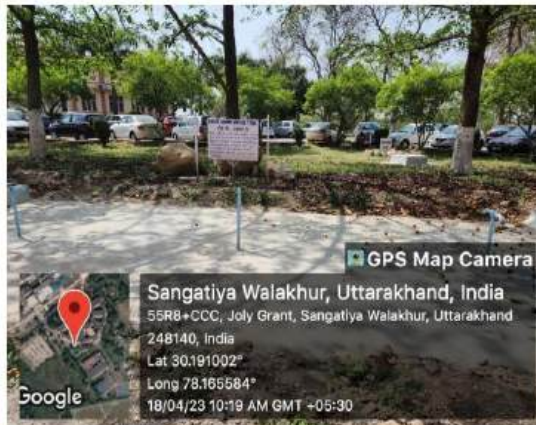 GPS Map Camera
Sangatiya Walakhur, Uttarakhand, India
55R8+CCC, Joly Grant, Sangatiya Walakhur, Uttarakhand
248140, India
Lat 30.191002°
Long 78.165584°
18/04/23 10:19 AM GMT +05:30
Google